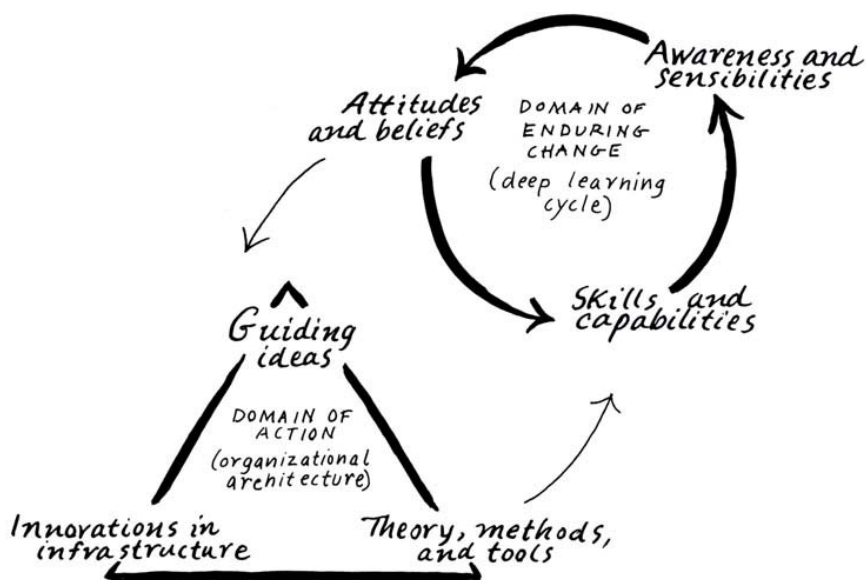 Awareness and
sensibilities
Attitudes
and beliefs
DOMAIN OF
ENDURING
CHANGE
(deep learning
cycle)
Skills and
capabilities
Guiding
ideas
DOMAIN OF
ACTION
(organizational
architecture)
Innovations in
infrastructure
Theory, methods,
and tools